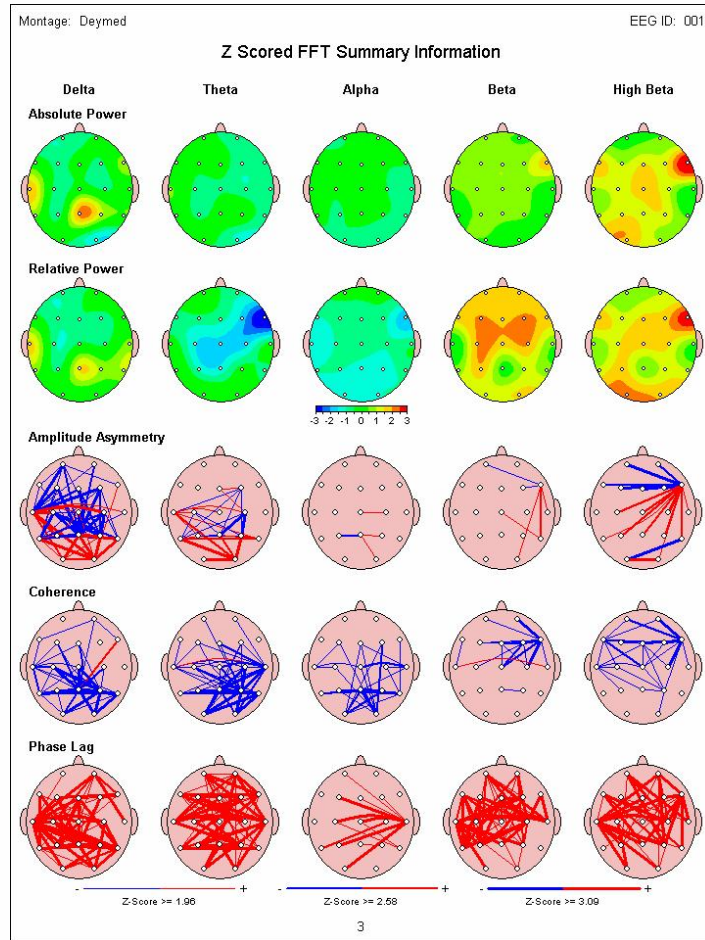 Montage: Deymed EEG ID: 001
Z Scored FFT Summary Information
Delta Theta Alpha Beta High Beta
Absolute Power
Relative Power
-3 -2 -1 0 1 2 3
Amplitude Asymmetry
Coherence
Phase Lag
- + - + - +
Z-Score >= 1.96 Z-Score >= 2.58 Z-Score >= 3.09
3